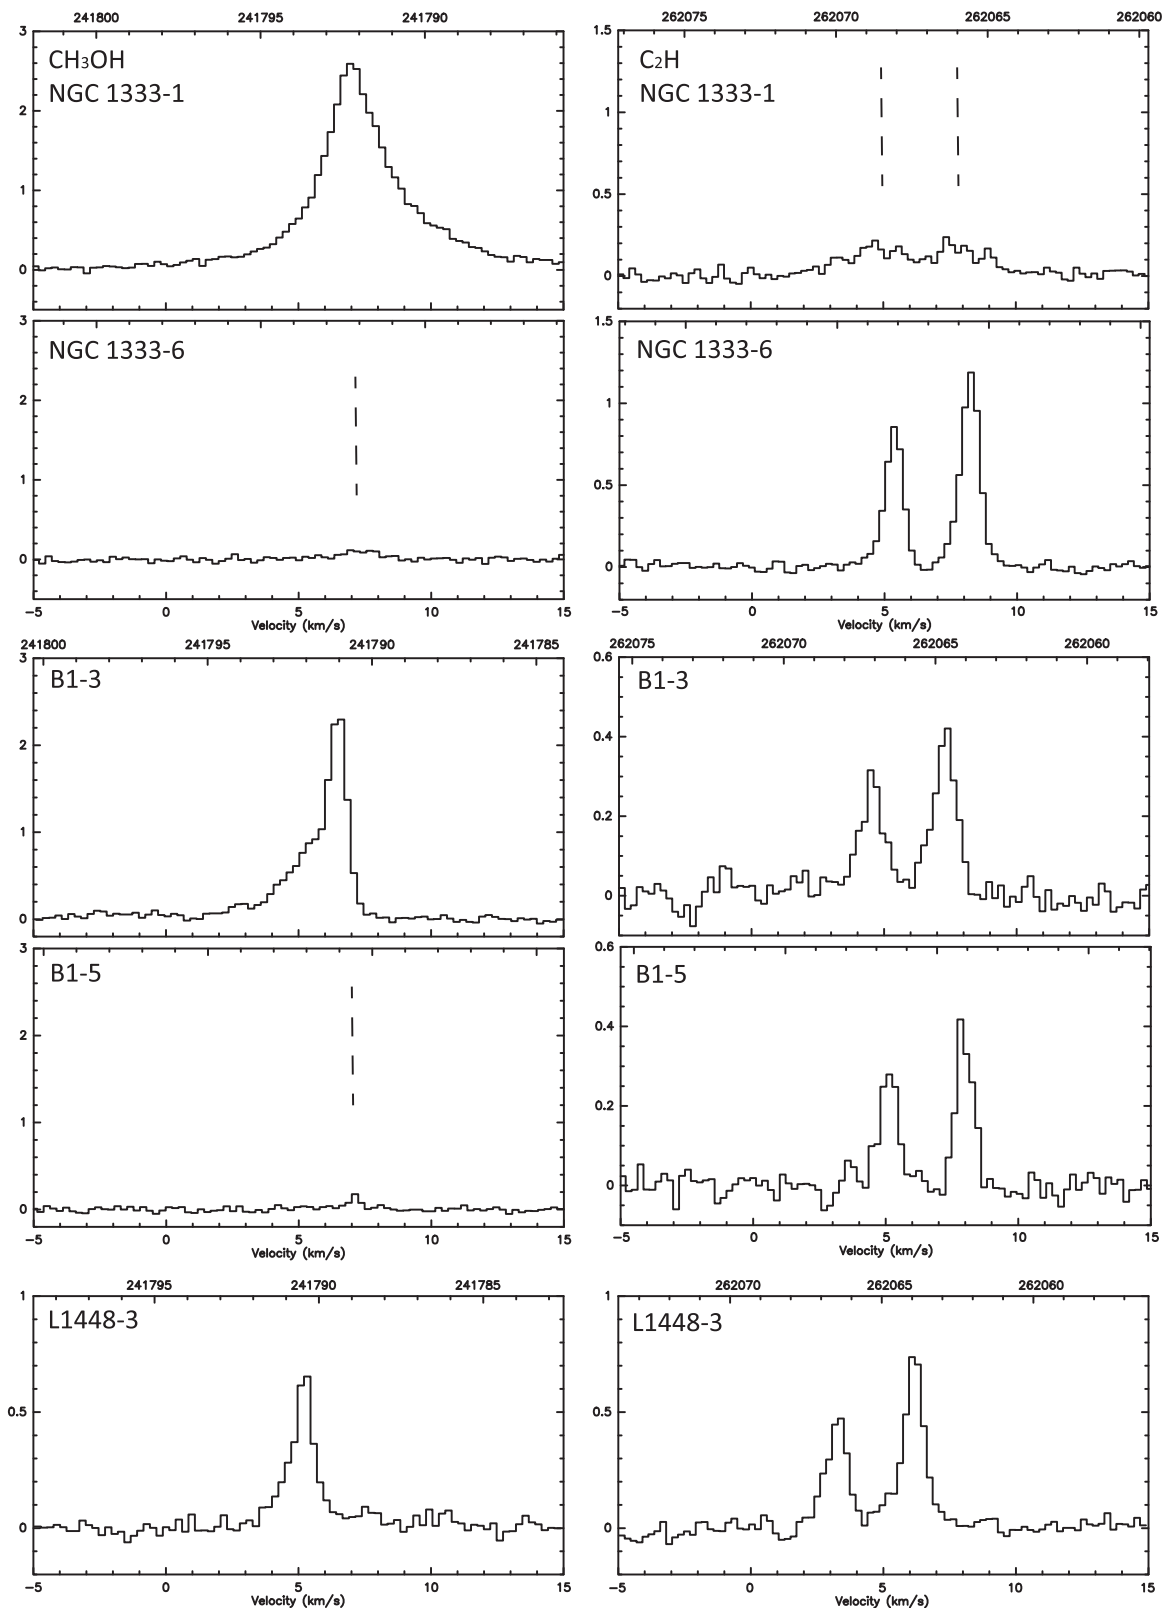 241800 241795 241790
262075 262070 262065 262060
3
CH₃OH
NGC 1333-1
2
1
0
1.5
C₂H
NGC 1333-1
1
0.5
0
3
NGC 1333-6
2
1
0
-5 0 5 10 15
Velocity (km/s)
1.5
NGC 1333-6
1
0.5
0
-5 0 5 10 15
Velocity (km/s)
241800 241795 241790 241785
262075 262070 262065 262060
3
B1-3
2
1
0
0.6
B1-3
0.4
0.2
0
3
B1-5
2
1
0
-5 0 5 10 15
Velocity (km/s)
0.6
B1-5
0.4
0.2
0
-5 0 5 10 15
Velocity (km/s)
241795 241790 241785
262070 262065 262060
1
L1448-3
0.5
0
-5 0 5 10 15
Velocity (km/s)
1
L1448-3
0.5
0
-5 0 5 10 15
Velocity (km/s)